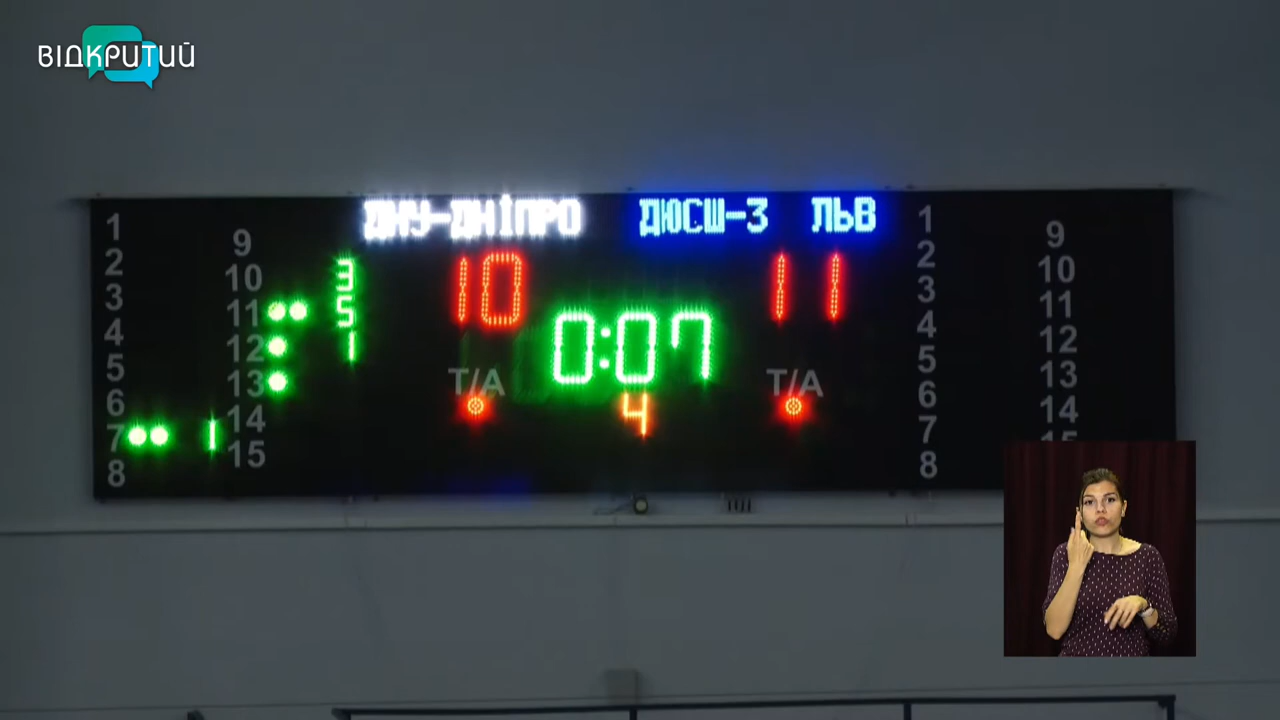 ВІДКРИТИЙ
ДНУ-ДНІПРО ДЮСШ-3 ЛЬВ
1 9 3 10 11 1 9
2 10 5 0:07 2 10
3 11 1 3 11
4 12 T/A T/A 4 12
5 13 4 5 13
6 14 6 14
7 1 15 7 15
8 8